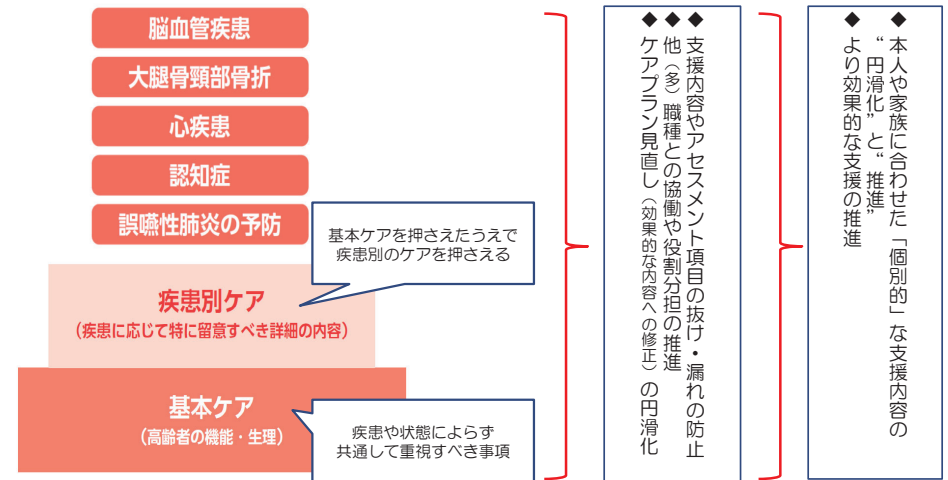 脳血管疾患
大腿骨頸部骨折
心疾患
認知症
誤嚥性肺炎の予防
基本ケアを押さえたうえで
疾患別のケアを押さえる
疾患別ケア
(疾患に応じて特に留意すべき詳細の内容)
基本ケア
(高齢者の機能・生理)
疾患や状態によらず
共通して重視すべき事項
◆支援内容やアセスメント項目の抜け・漏れの防止
◆他(多)職種との協働や役割分担の推進
◆ケアプラン見直し(効果的な内容への修正)の円滑化
◆本人や家族に合わせた「個別的」な支援内容の
“円滑化”と“推進”
◆より効果的な支援の推進